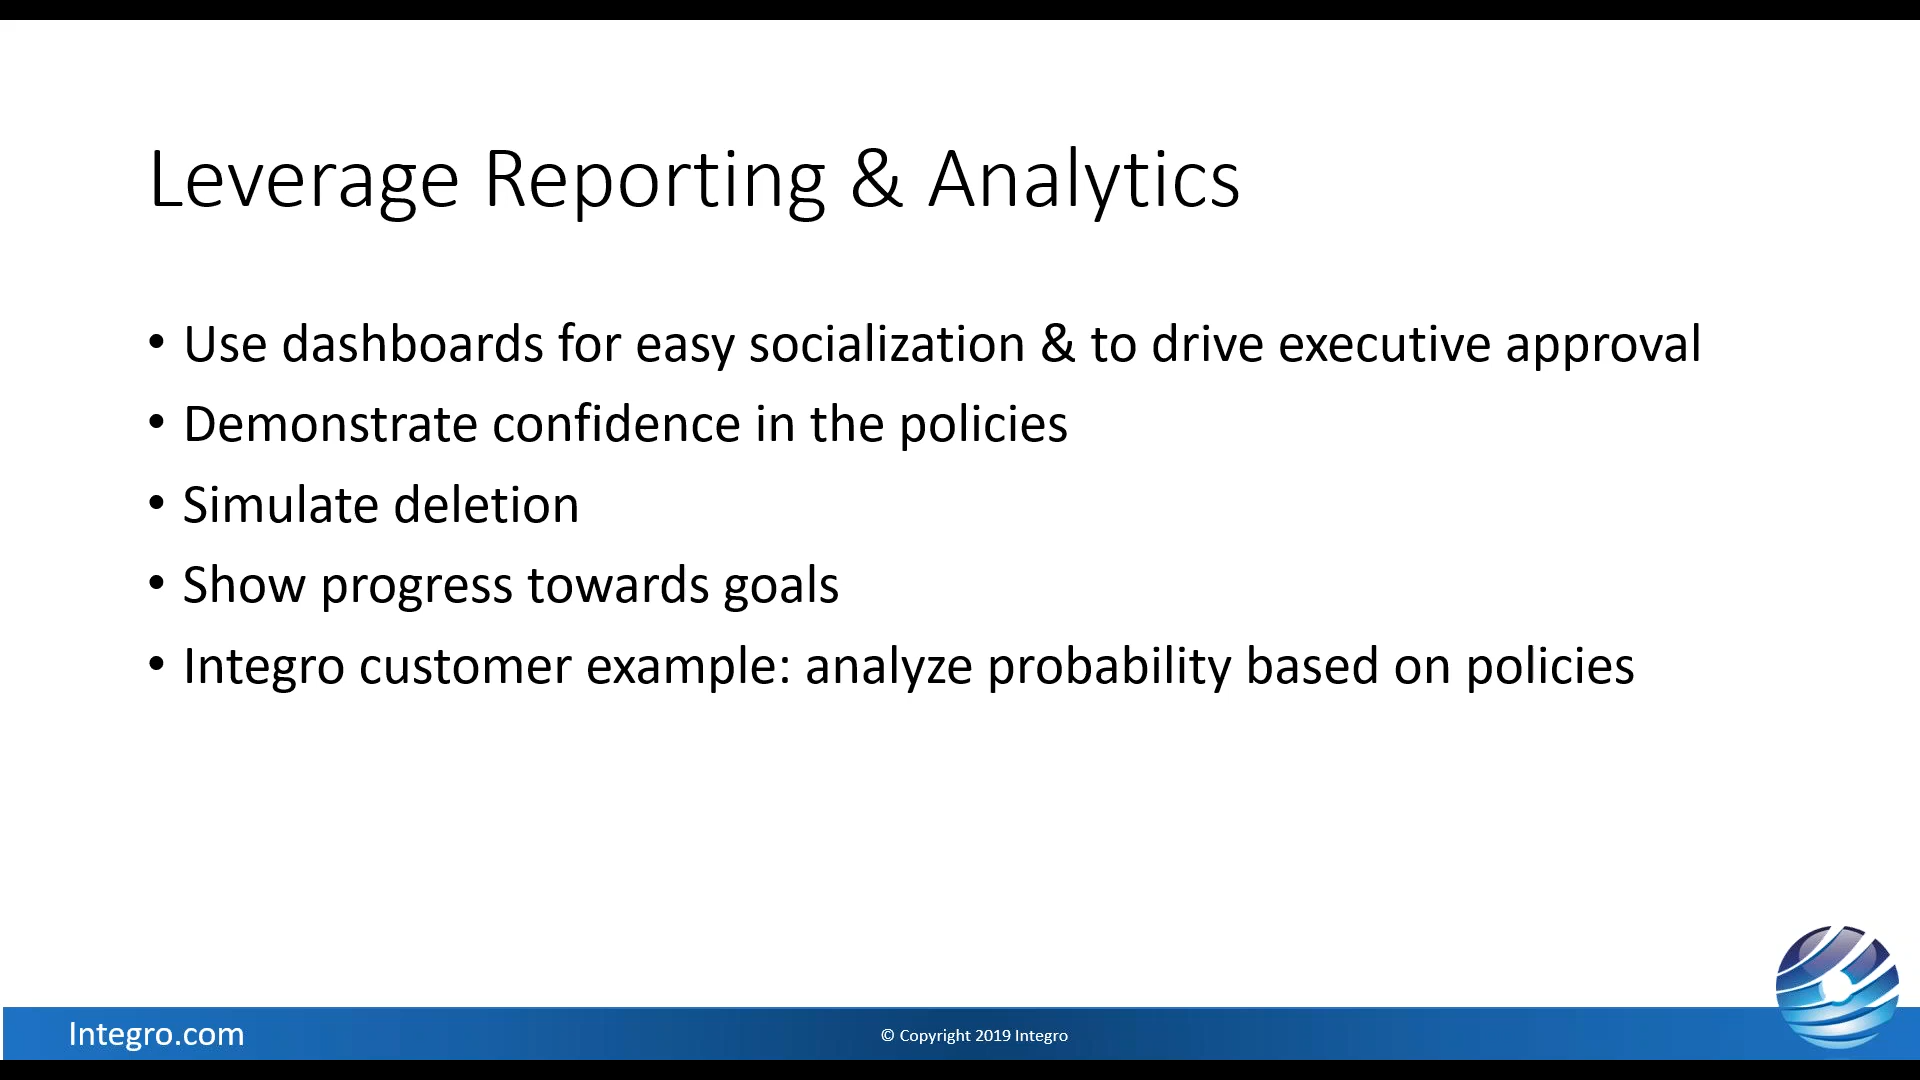 Leverage Reporting & Analytics
• Use dashboards for easy socialization & to drive executive approval
• Demonstrate confidence in the policies
• Simulate deletion
• Show progress towards goals
• Integro customer example: analyze probability based on policies
Integro.com
© Copyright 2019 Integro